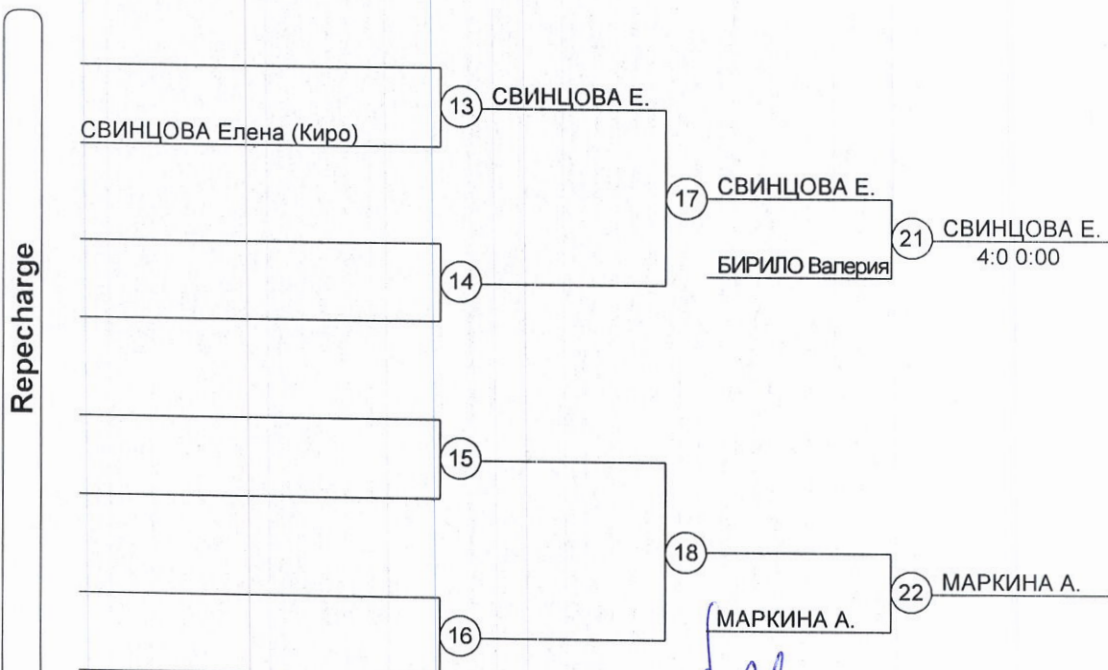 Repecharge
13
СВИНЦОВА Е.
СВИНЦОВА Елена (Киро)
17
СВИНЦОВА Е.
21
СВИНЦОВА Е.
4:0 0:00
БИРИЛО Валерия
14
15
18
22
МАРКИНА А.
МАРКИНА А.
16